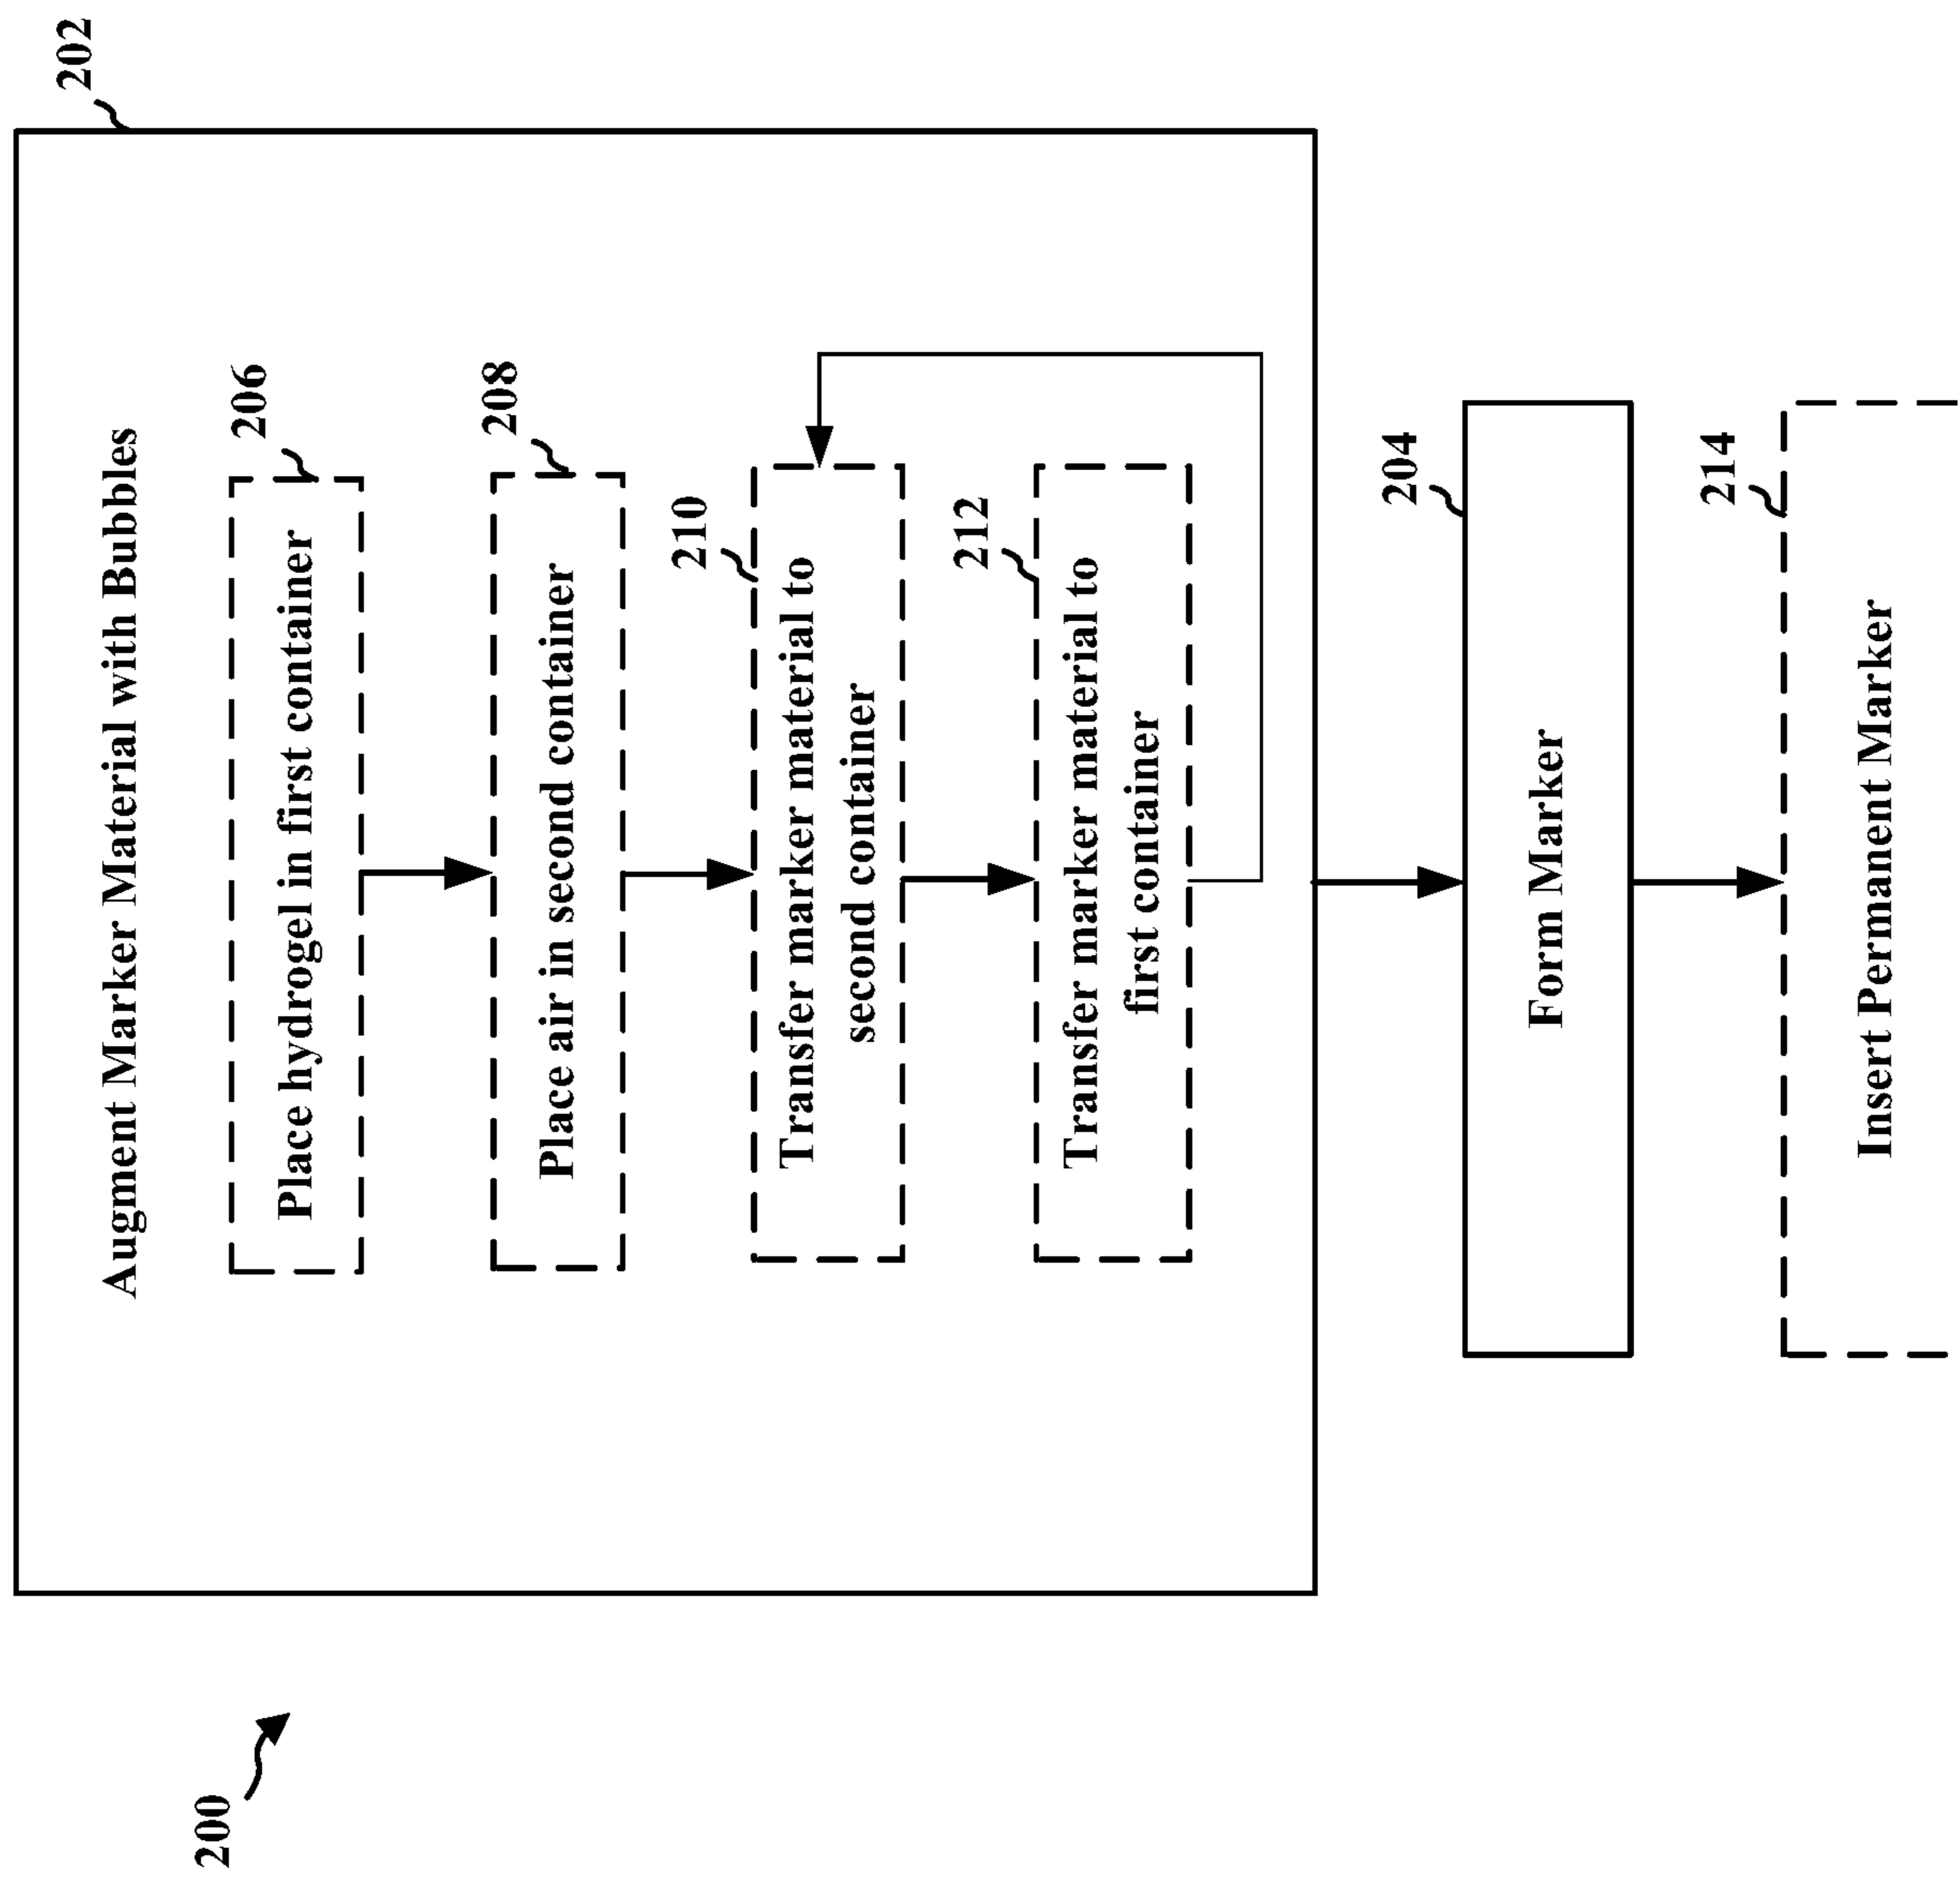 200
202
Augment Marker Material with Bubbles
206
Place hydrogel in first container
208
Place air in second container
210
Transfer marker material to
second container
212
Transfer marker material to
first container
204
Form Marker
214
Insert Permanent Marker